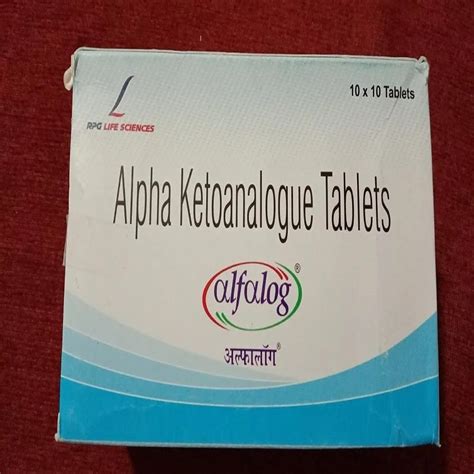 10 x 10 Tablets
RPG LIFE SCIENCES
Alpha Ketoanalogue Tablets
alfalog®
अल्फालॉग®